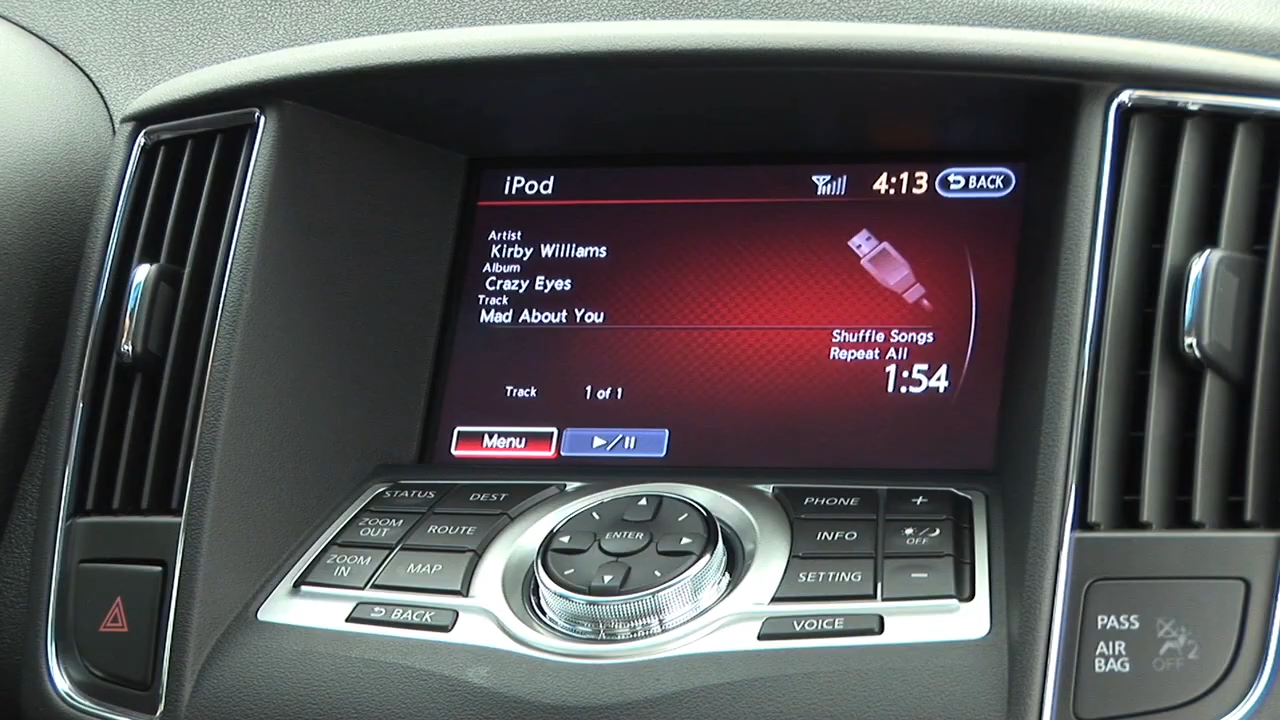 iPod
4:13
BACK
Artist
Kirby Williams
Album
Crazy Eyes
Track
Mad About You
Shuffle Songs
Repeat All
1:54
Track 1 of 1
Menu
STATUS
DEST
ZOOM OUT
ROUTE
ZOOM IN
MAP
BACK
ENTER
PHONE
+
INFO
OFF
SETTING
−
VOICE
PASS
AIR
BAG
OFF
2